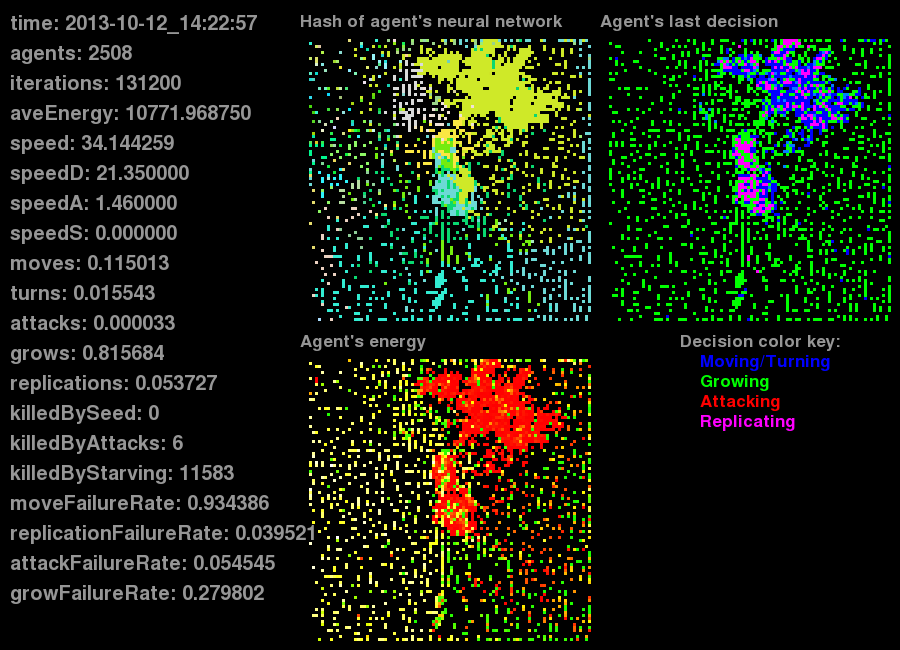 time: 2013-10-12_14:22:57
agents: 2508
iterations: 131200
aveEnergy: 10771.968750
speed: 34.144259
speedD: 21.350000
speedA: 1.460000
speedS: 0.000000
moves: 0.115013
turns: 0.015543
attacks: 0.000033
grows: 0.815684
replications: 0.053727
killedBySeed: 0
killedByAttacks: 6
killedByStarving: 11583
moveFailureRate: 0.934386
replicationFailureRate: 0.039521
attackFailureRate: 0.054545
growFailureRate: 0.279802
Hash of agent's neural network
Agent's last decision
Agent's energy
Decision color key:
Moving/Turning
Growing
Attacking
Replicating